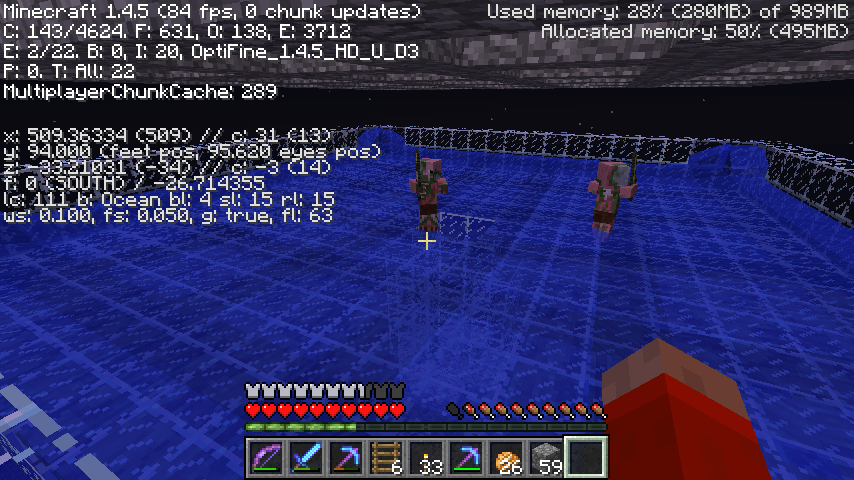 Minecraft 1.4.5 (84 fps, 0 chunk updates)
Used memory: 28% (280MB) of 989MB
C: 143/4624. F: 631, O: 138, E: 3712
Allocated memory: 50% (495MB)
E: 2/22. B: 0, I: 20, OptiFine_1.4.5_HD_U_D3
P: 0. T: All: 22
MultiplayerChunkCache: 289
x: 509.36334 (509) // c: 31 (13)
y: 94.000 (feet pos, 95.620 eyes pos)
z: -33.21031 (-34) // c: -3 (14)
f: 0 (SOUTH) / -26.714355
lc: 111 b: Ocean bl: 4 sl: 15 rl: 15
ws: 0.100, fs: 0.050, g: true, fl: 63
6 33 26 59